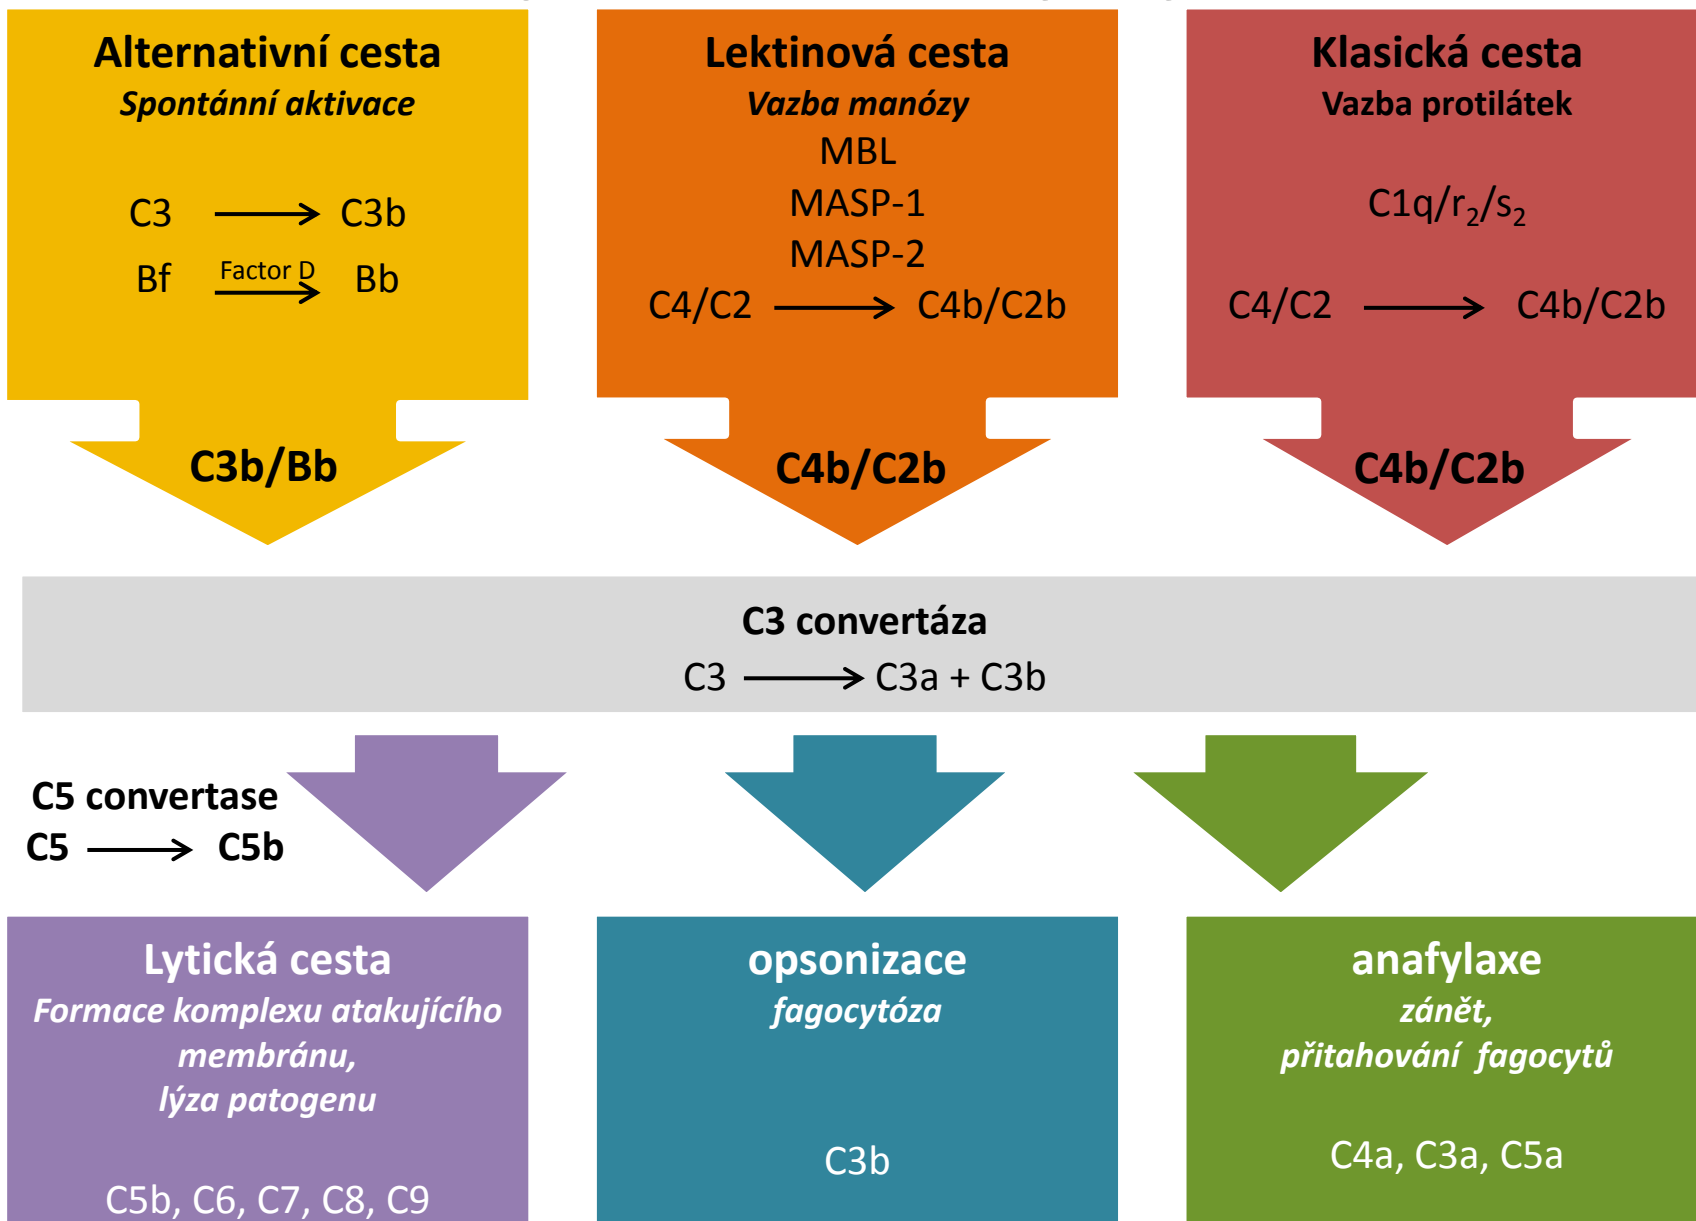 Alternativní cesta
Spontánní aktivace
C3 → C3b
Bf Factor D → Bb
C3b/Bb
Lektinová cesta
Vazba manózy
MBL
MASP-1
MASP-2
C4/C2 → C4b/C2b
C4b/C2b
Klasická cesta
Vazba protilátek
C1q/r₂/s₂
C4/C2 → C4b/C2b
C4b/C2b
C3 convertáza
C3 → C3a + C3b
C5 convertase
C5 → C5b
Lytická cesta
Formace komplexu atakujícího
membránu,
lýza patogenu
C5b, C6, C7, C8, C9
opsonizace
fagocytóza
C3b
anafylaxe
zánět,
přitahování fagocytů
C4a, C3a, C5a